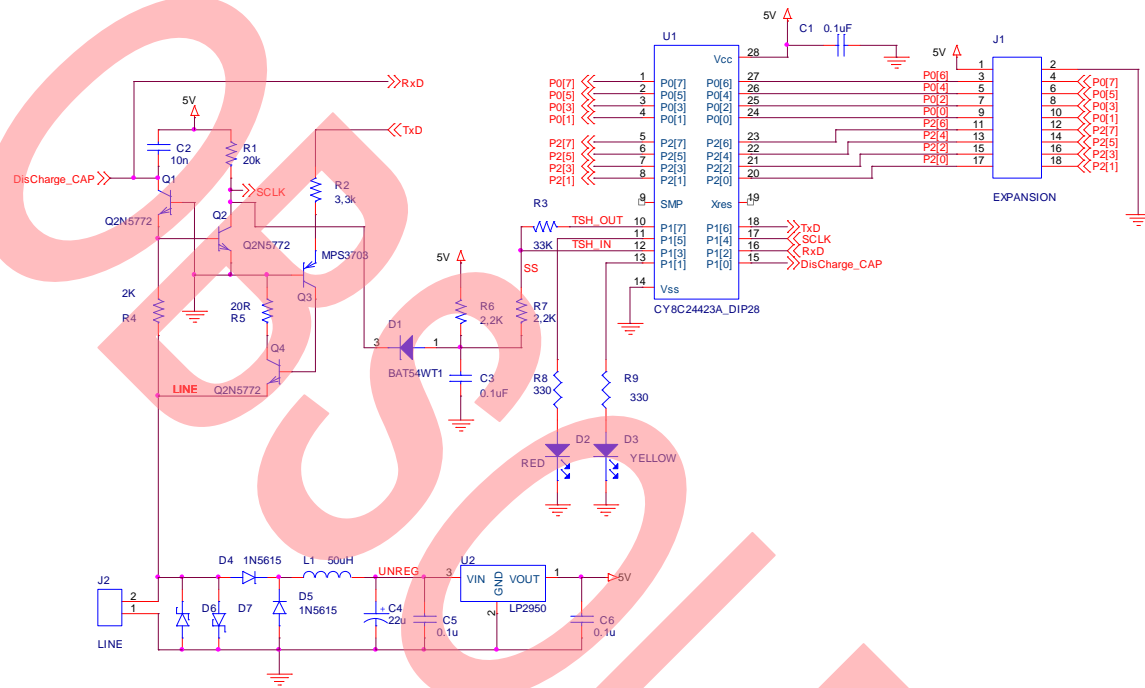 5V
C1 0.1uF
U1
J1
5V
Vcc 28
RxD
P0[7] 1 P0[7] P0[6] 27 P0[6] 1 2
P0[5] 2 P0[5] P0[4] 26 P0[4] 3 4 P0[7]
P0[3] 3 P0[3] P0[2] 25 P0[2] 5 6 P0[5]
P0[1] 4 P0[1] P0[0] 24 P0[0] 7 8 P0[3]
9 10 P0[1]
P2[7] 5 P2[7] P2[6] 23 P2[6] 11 12 P2[7]
P2[5] 6 P2[5] P2[4] 22 P2[4] 13 14 P2[5]
P2[3] 7 P2[3] P2[2] 21 P2[2] 15 16 P2[3]
P2[1] 8 P2[1] P2[0] 20 P2[0] 17 18 P2[1]
EXPANSION
9 SMP Xres 19
10 P1[7] P1[6] 18 TxD
11 P1[5] P1[4] 17 SCLK
12 P1[3] P1[2] 16 RxD
13 P1[1] P1[0] 15 DisCharge_CAP
14 Vss
CY8C24423A_DIP28
5V
TxD
C2
10n
R1
20k
DisCharge_CAP
Q1
SCLK
R2
3,3k
Q2N5772
Q2
Q2N5772
MPS3703
Q3
R3
33K
TSH_OUT
TSH_IN
SS
5V
2K
R4
20R
R5
R6
2,2K
R7
2,2K
D1
3 1
BAT54WT1
Q4
LINE Q2N5772
C3
0.1uF
R8
330
R9
330
D2
RED
D3
YELLOW
D4 1N5615
L1 50uH
UNREG
U2
3 VIN VOUT 1
GND
2
LP2950
5V
J2
2
1
LINE
D6 D7
D5
1N5615
+ C4
22u
C5
0.1u
C6
0.1u
OBSOL